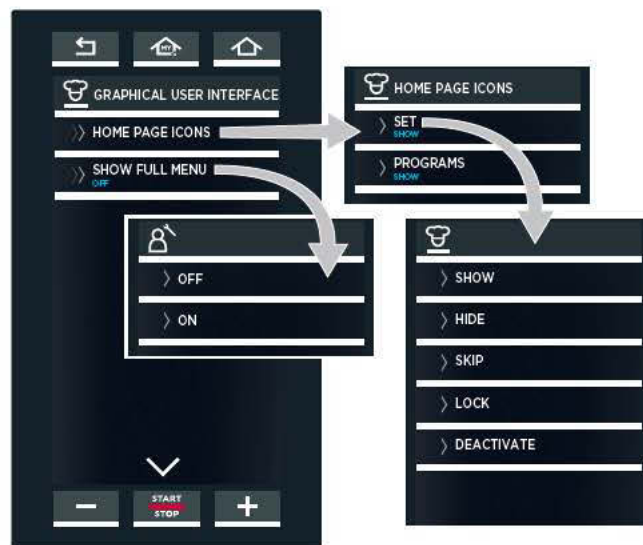 MY
GRAPHICAL USER INTERFACE
HOME PAGE ICONS
SHOW FULL MENU
OFF
START
STOP
HOME PAGE ICONS
SET
SHOW
PROGRAMS
SHOW
OFF
ON
SHOW
HIDE
SKIP
LOCK
DEACTIVATE